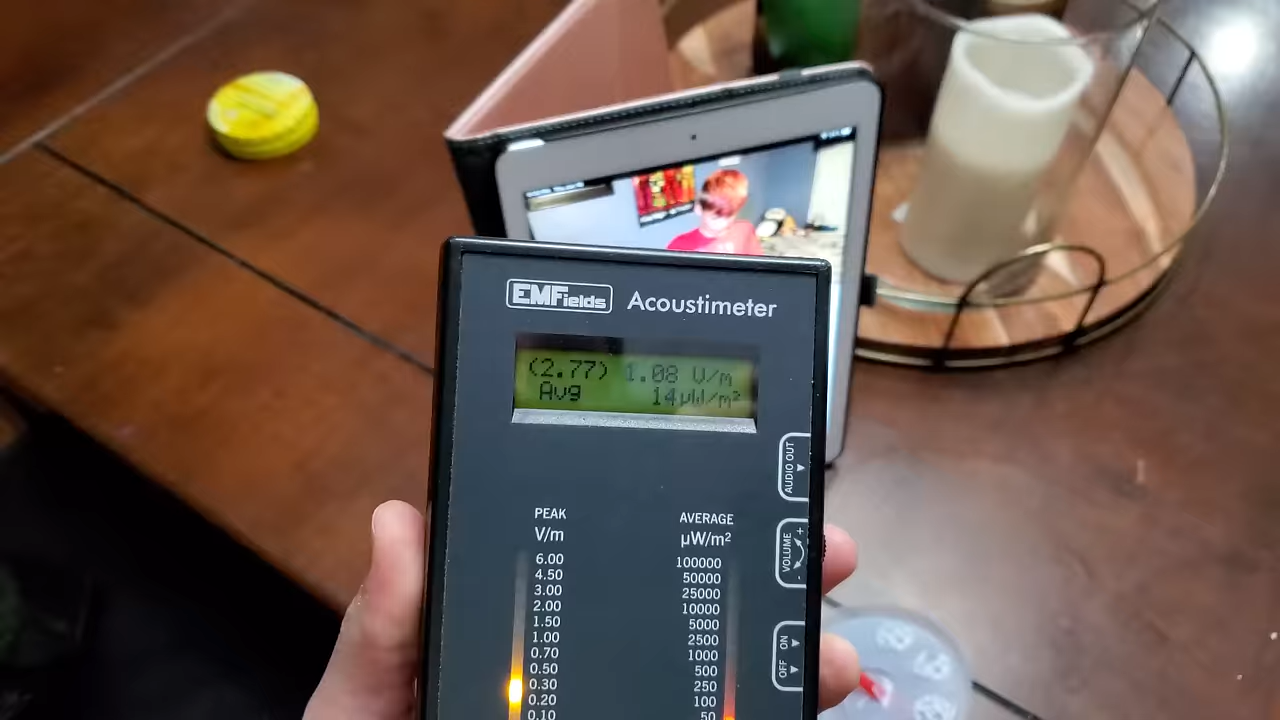 EMFields Acoustimeter
(2.77) 1.08 V/m
Avg 14µW/m²
AUDIO OUT
PEAK
V/m
AVERAGE
µW/m²
6.00 100000
4.50 50000
3.00 25000
2.00 10000
1.50 5000
1.00 2500
0.70 1000
0.50 500
0.30 250
0.20 100
0.10 50
VOLUME
+
-
OFF ON